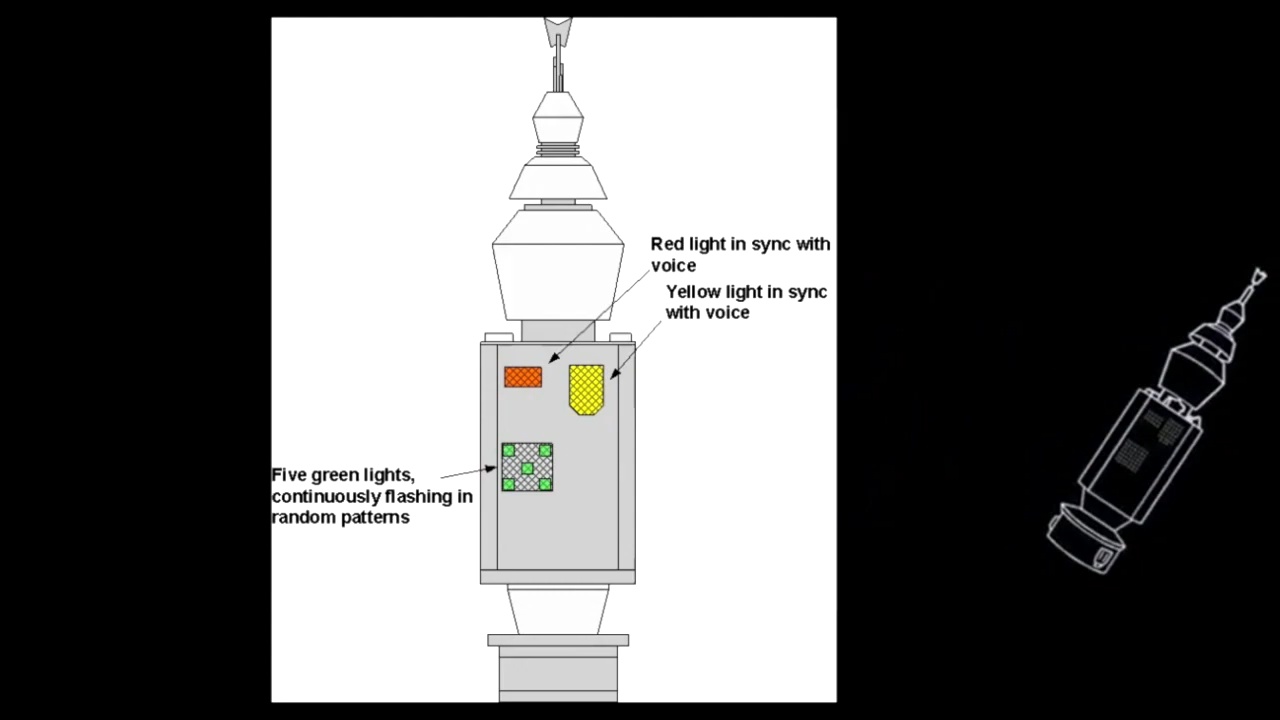 Red light in sync with
voice
Yellow light in sync
with voice
Five green lights,
continuously flashing in
random patterns